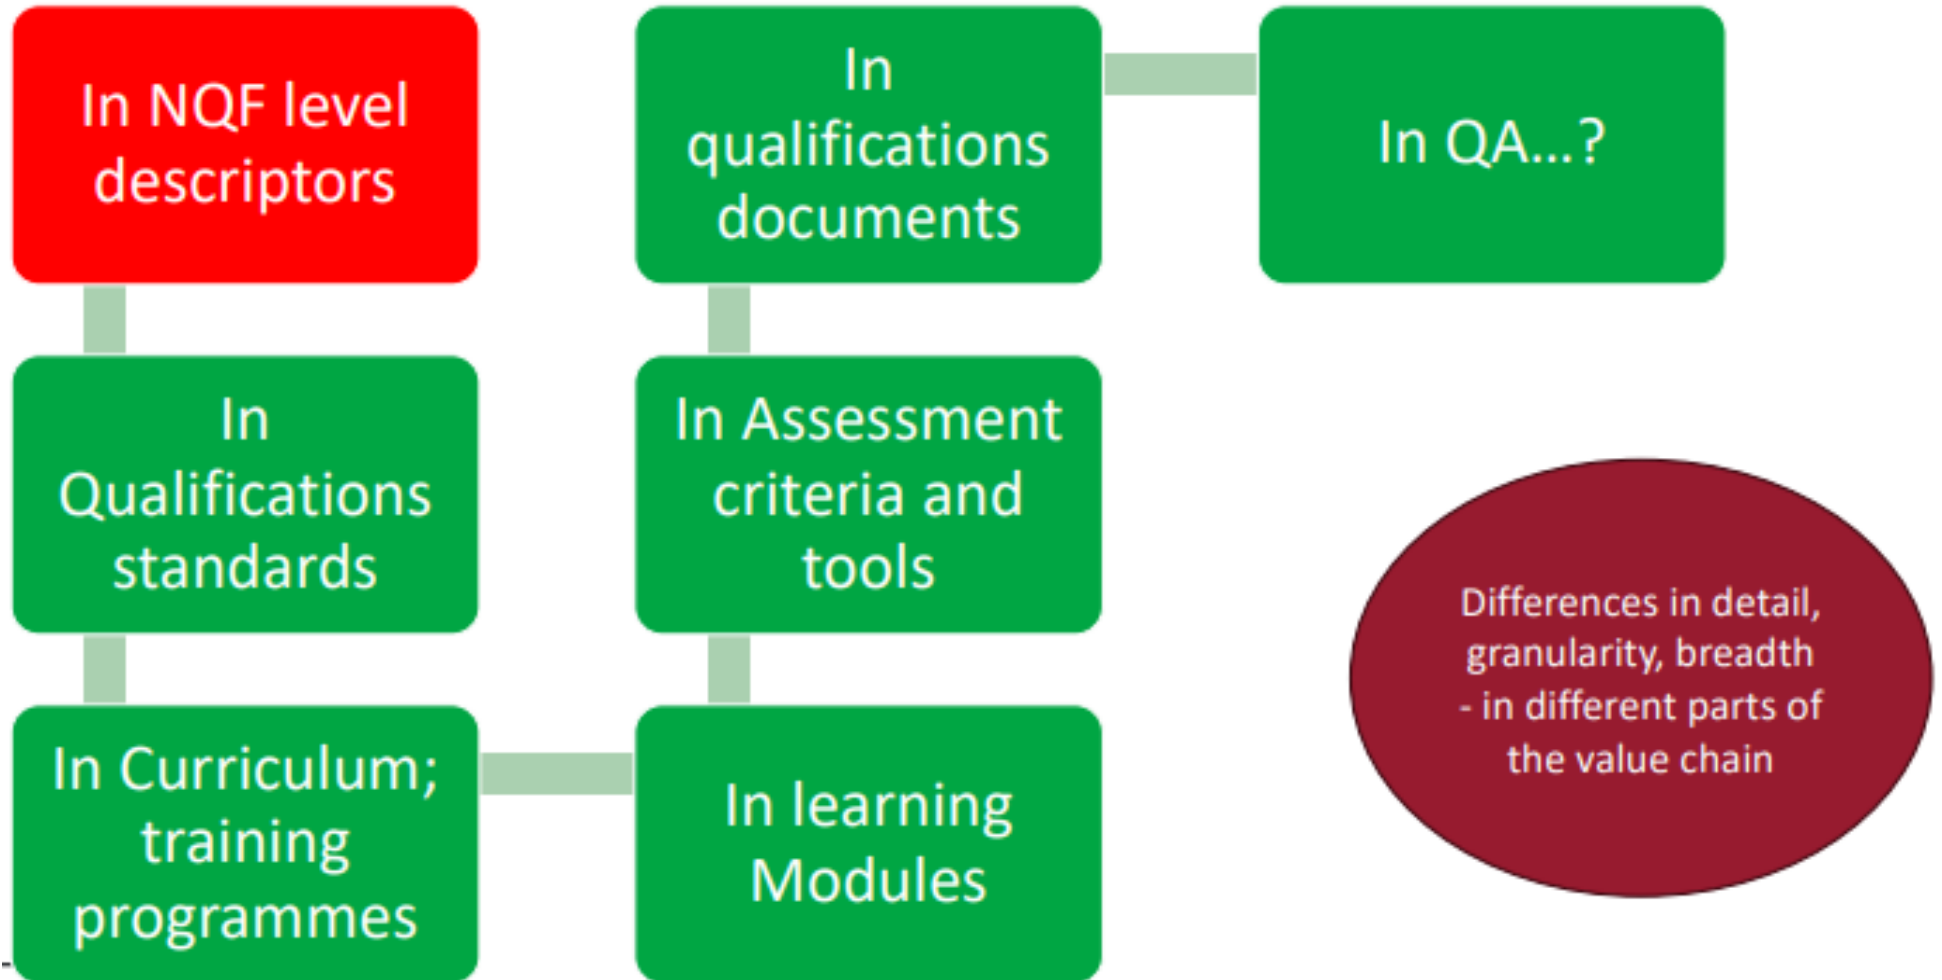 In NQF level
descriptors
In
Qualifications
standards
In Curriculum;
training
programmes
In learning
Modules
In Assessment
criteria and
tools
In
qualifications
documents
In QA...?
Differences in detail,
granularity, breadth
- in different parts of
the value chain
-